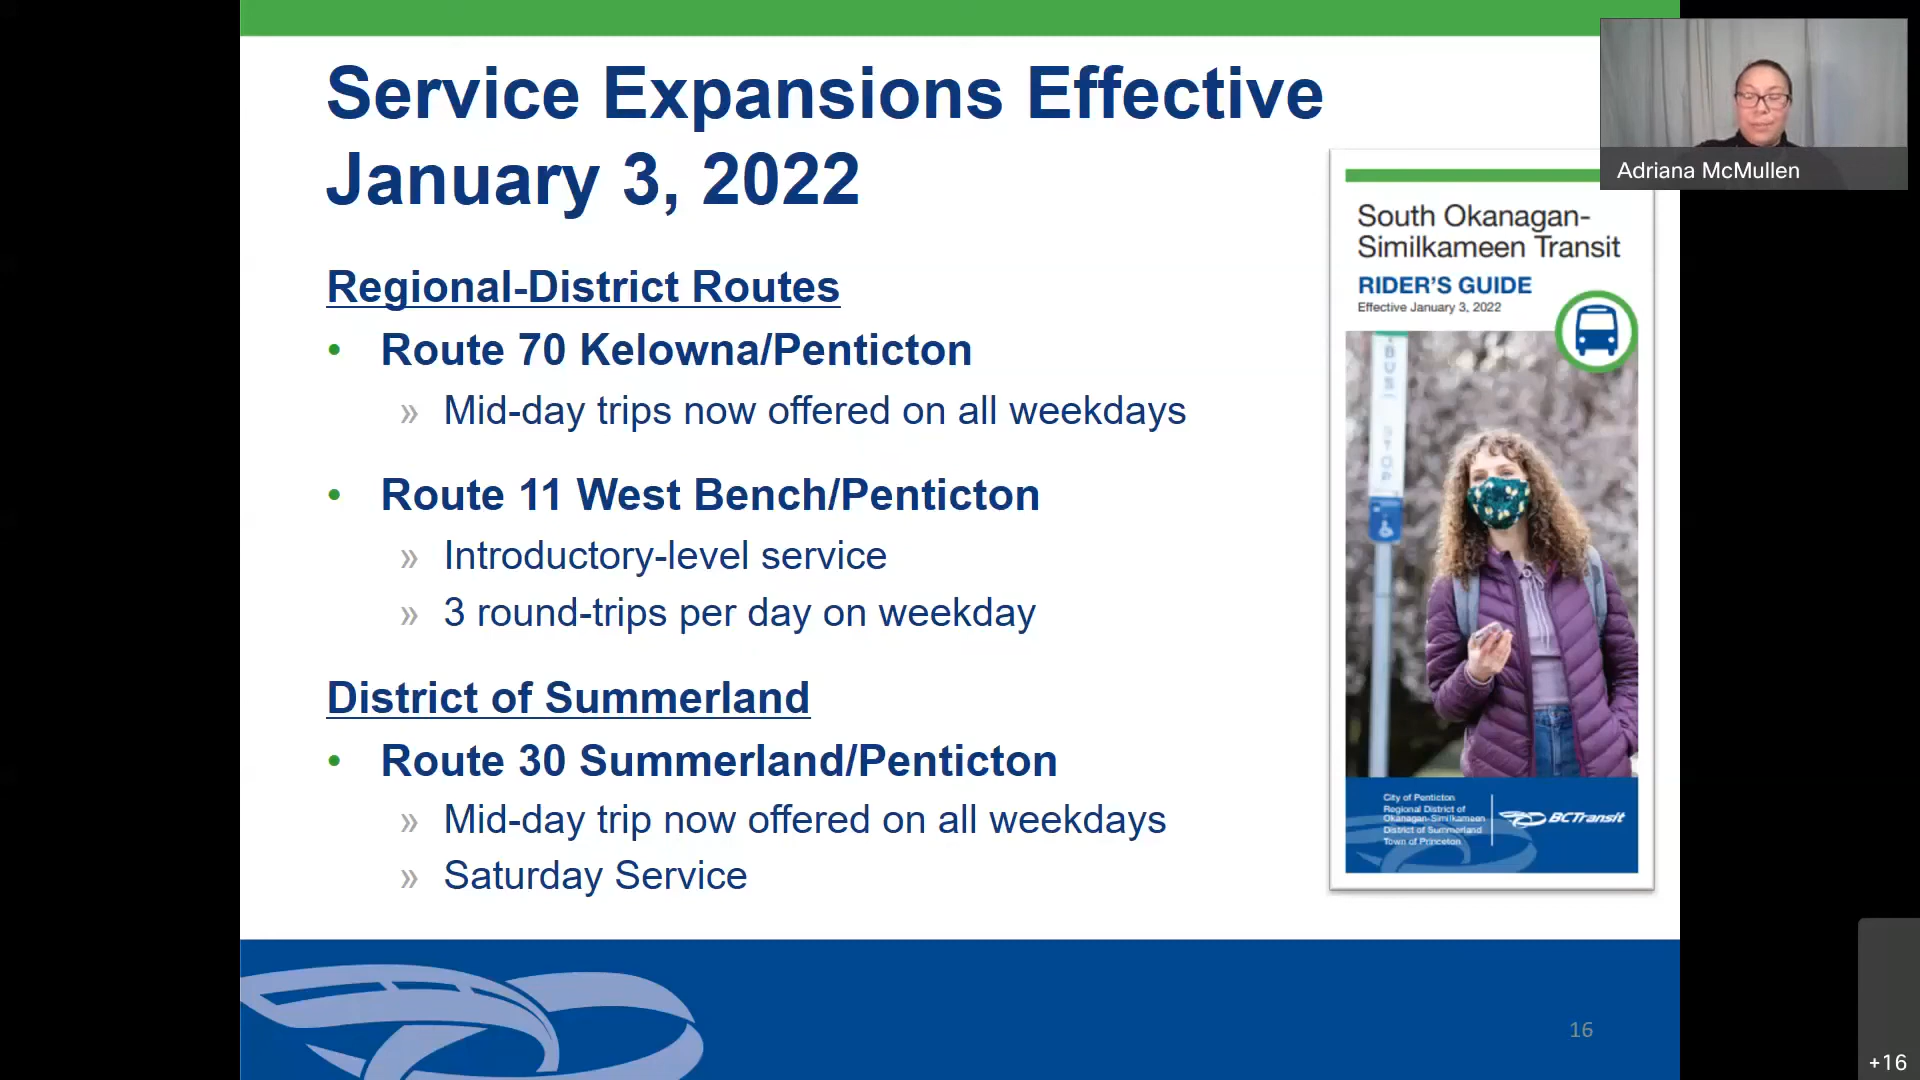 Service Expansions Effective
January 3, 2022
Regional-District Routes
• Route 70 Kelowna/Penticton
» Mid-day trips now offered on all weekdays
• Route 11 West Bench/Penticton
» Introductory-level service
» 3 round-trips per day on weekday
District of Summerland
• Route 30 Summerland/Penticton
» Mid-day trip now offered on all weekdays
» Saturday Service
Adriana McMullen
South Okanagan-
Similkameen Transit
RIDER'S GUIDE
Effective January 3, 2022
BUS STOP
City of Penticton
Regional District of
Okanagan-Similkameen
District of Summerland
Town of Princeton
BCTransit
16
+16